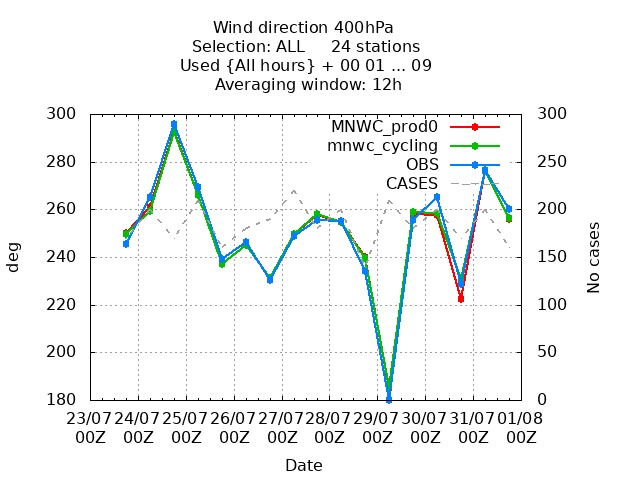 Wind direction 400hPa
Selection: ALL     24 stations
Used {All hours} + 00 01 ... 09
Averaging window: 12h
MNWC_prod0
mnwc_cycling
OBS
CASES
300
280
260
240
220
200
180
deg
300
250
200
150
100
50
0
No cases
23/07 24/07 25/07 26/07 27/07 28/07 29/07 30/07 31/07 01/08
00Z 00Z 00Z 00Z 00Z 00Z 00Z 00Z 00Z 00Z
Date